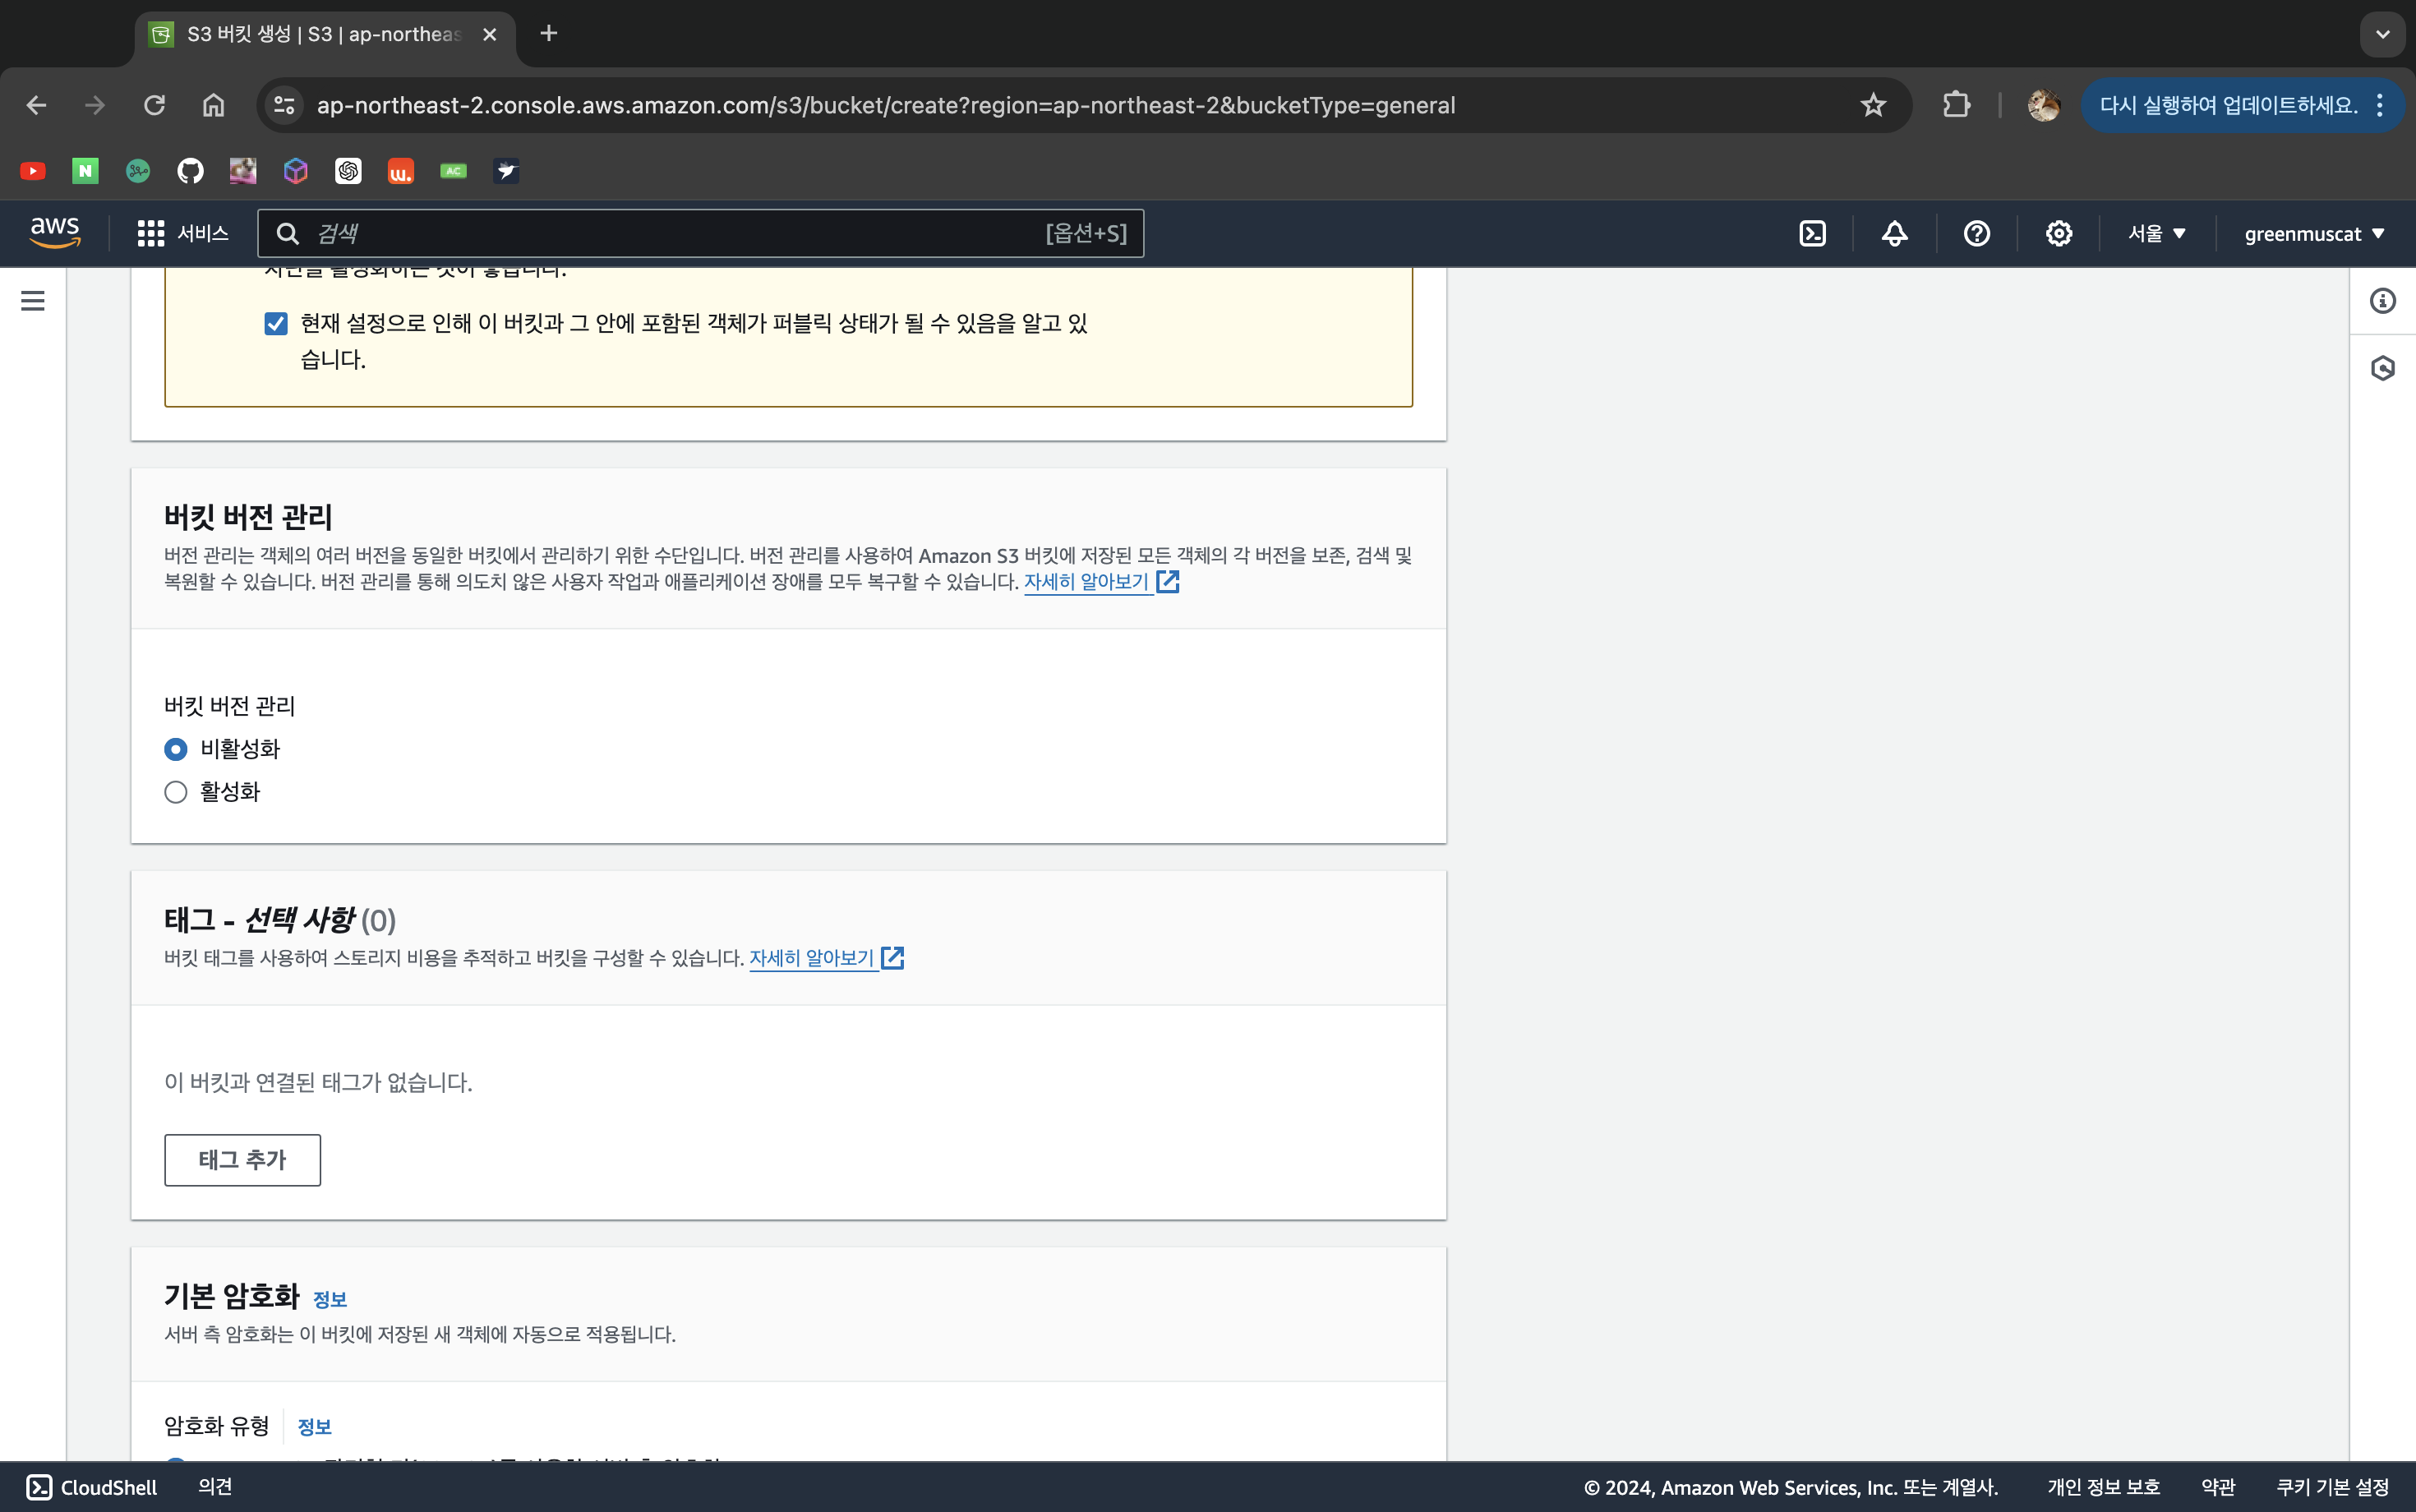 S3 버킷 생성 | S3 | ap-northeas
ap-northeast-2.console.aws.amazon.com/s3/bucket/create?region=ap-northeast-2&bucketType=general
다시 실행하여 업데이트하세요.
N
w.
AC
aws
서비스
검색
[옵션+S]
서울
greenmuscat
현재 설정으로 인해 이 버킷과 그 안에 포함된 객체가 퍼블릭 상태가 될 수 있음을 알고 있
습니다.
버킷 버전 관리
버전 관리는 객체의 여러 버전을 동일한 버킷에서 관리하기 위한 수단입니다. 버전 관리를 사용하여 Amazon S3 버킷에 저장된 모든 객체의 각 버전을 보존, 검색 및
복원할 수 있습니다. 버전 관리를 통해 의도치 않은 사용자 작업과 애플리케이션 장애를 모두 복구할 수 있습니다. 자세히 알아보기
버킷 버전 관리
비활성화
활성화
태그 - 선택 사항 (0)
버킷 태그를 사용하여 스토리지 비용을 추적하고 버킷을 구성할 수 있습니다. 자세히 알아보기
이 버킷과 연결된 태그가 없습니다.
태그 추가
기본 암호화 정보
서버 측 암호화는 이 버킷에 저장된 새 객체에 자동으로 적용됩니다.
암호화 유형 정보
CloudShell
의견
© 2024, Amazon Web Services, Inc. 또는 계열사.
개인 정보 보호
약관
쿠키 기본 설정